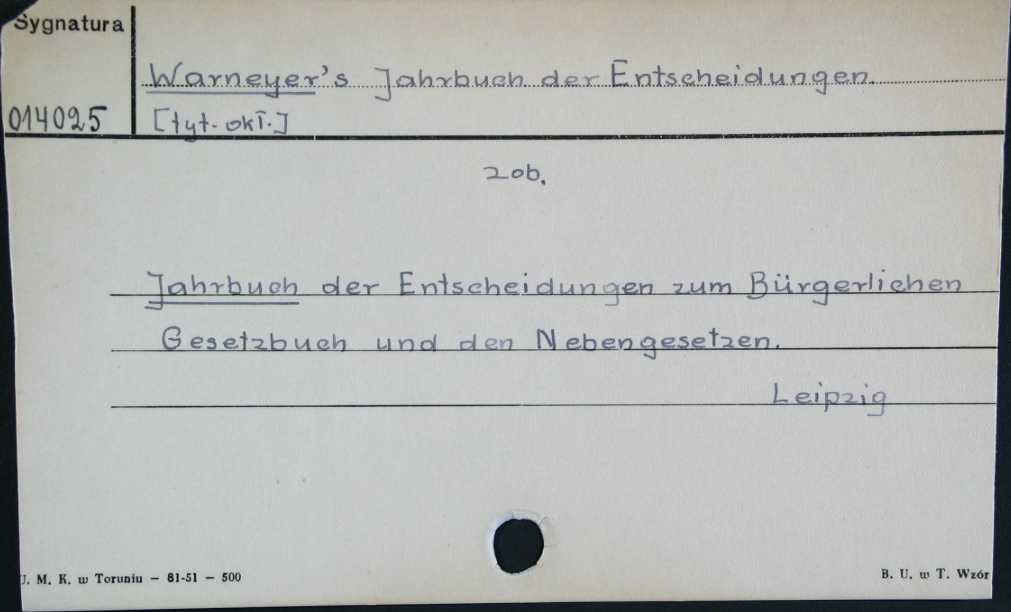 Sygnatura
Warneyer's Jahrbuch der Entscheidungen.
014025
[tyt. okł.]
zob.
Jahrbuch der Entscheidungen zum Bürgerlichen
Gesetzbuch und den Nebengesetzen.
Leipzig
U. M. K. w Toruniu – 81-51 – 500
B. U. w T. Wzór